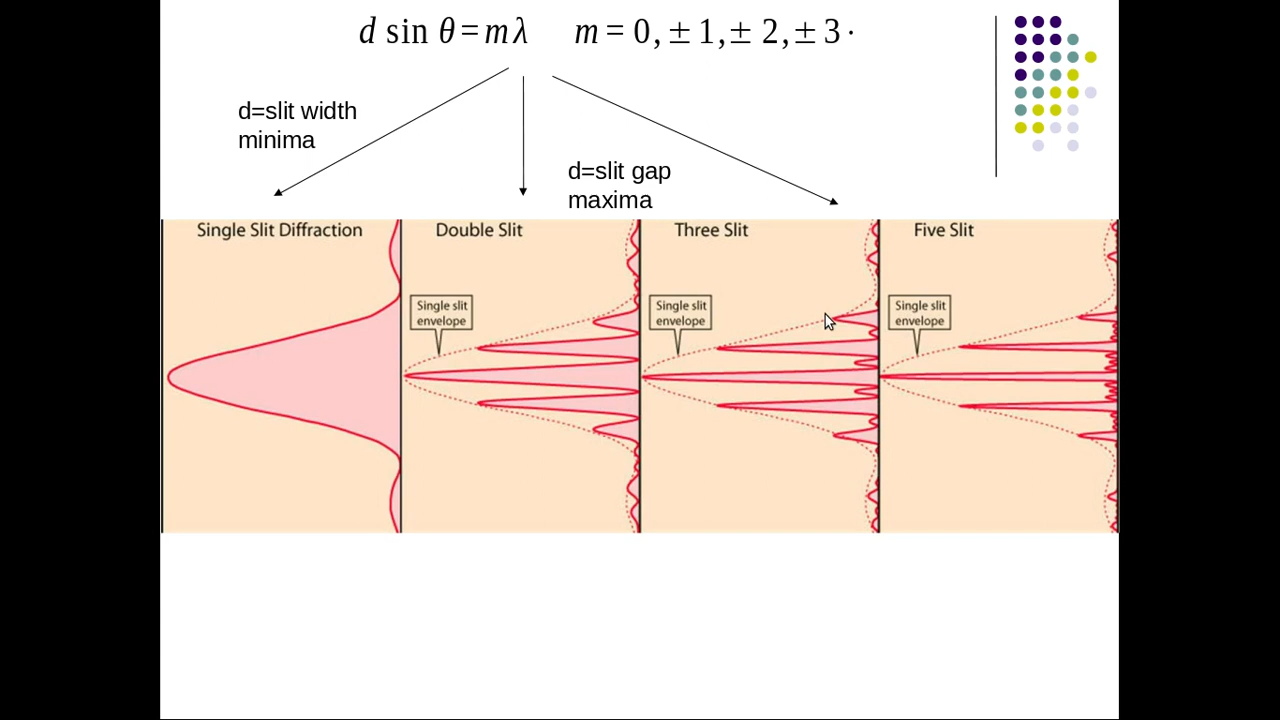 d sin θ = m λ m = 0, ± 1, ± 2, ± 3 ·
d=slit width
minima
d=slit gap
maxima
Single Slit Diffraction
Double Slit
Three Slit
Five Slit
Single slit
envelope
Single slit
envelope
Single slit
envelope